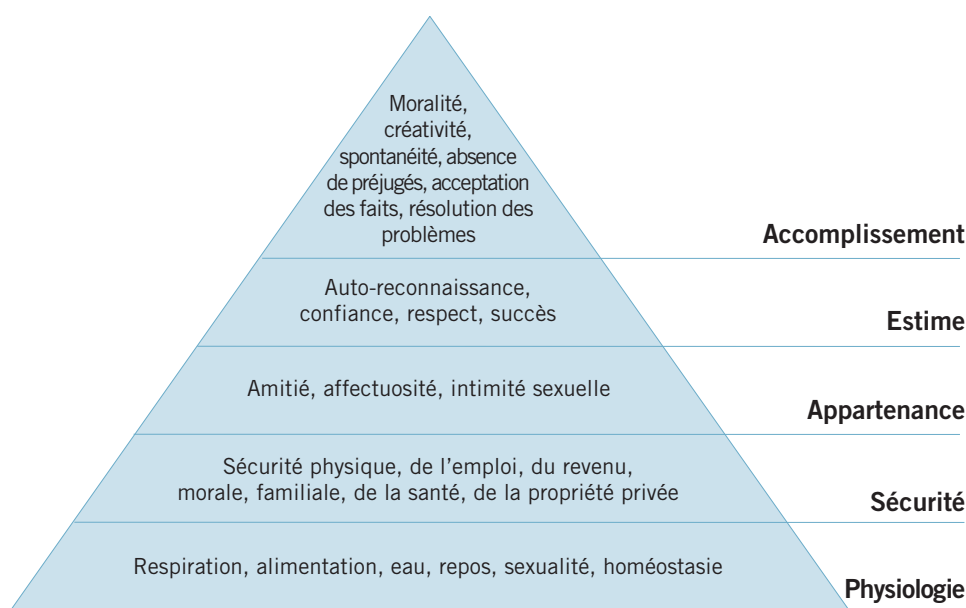 Moralité,
créativité,
spontanéité, absence
de préjugés, acceptation
des faits, résolution des
problèmes
Accomplissement
Auto-reconnaissance,
confiance, respect, succès
Estime
Amitié, affectuosité, intimité sexuelle
Appartenance
Sécurité physique, de l'emploi, du revenu,
morale, familiale, de la santé, de la propriété privée
Sécurité
Respiration, alimentation, eau, repos, sexualité, homéostasie
Physiologie